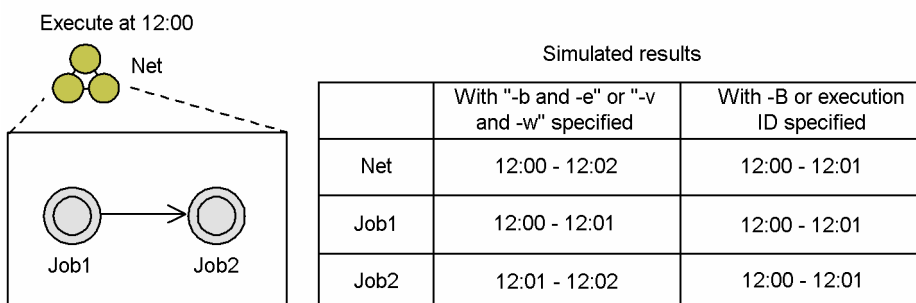 Execute at 12:00
Net
Job1
Job2
Simulated results
With "-b and -e" or "-v
and -w" specified
With -B or execution
ID specified
Net
12:00 - 12:02
12:00 - 12:01
Job1
12:00 - 12:01
12:00 - 12:01
Job2
12:01 - 12:02
12:00 - 12:01